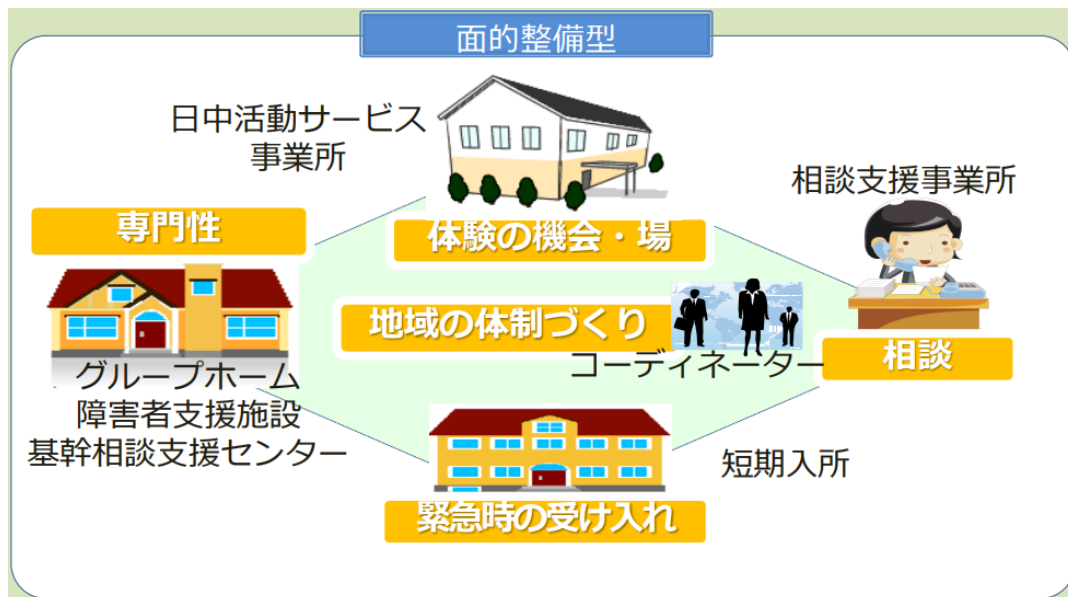 面的整備型
日中活動サービス
事業所
相談支援事業所
専門性
体験の機会・場
地域の体制づくり
コーディネーター
相談
グループホーム
障害者支援施設
基幹相談支援センター
短期入所
緊急時の受け入れ